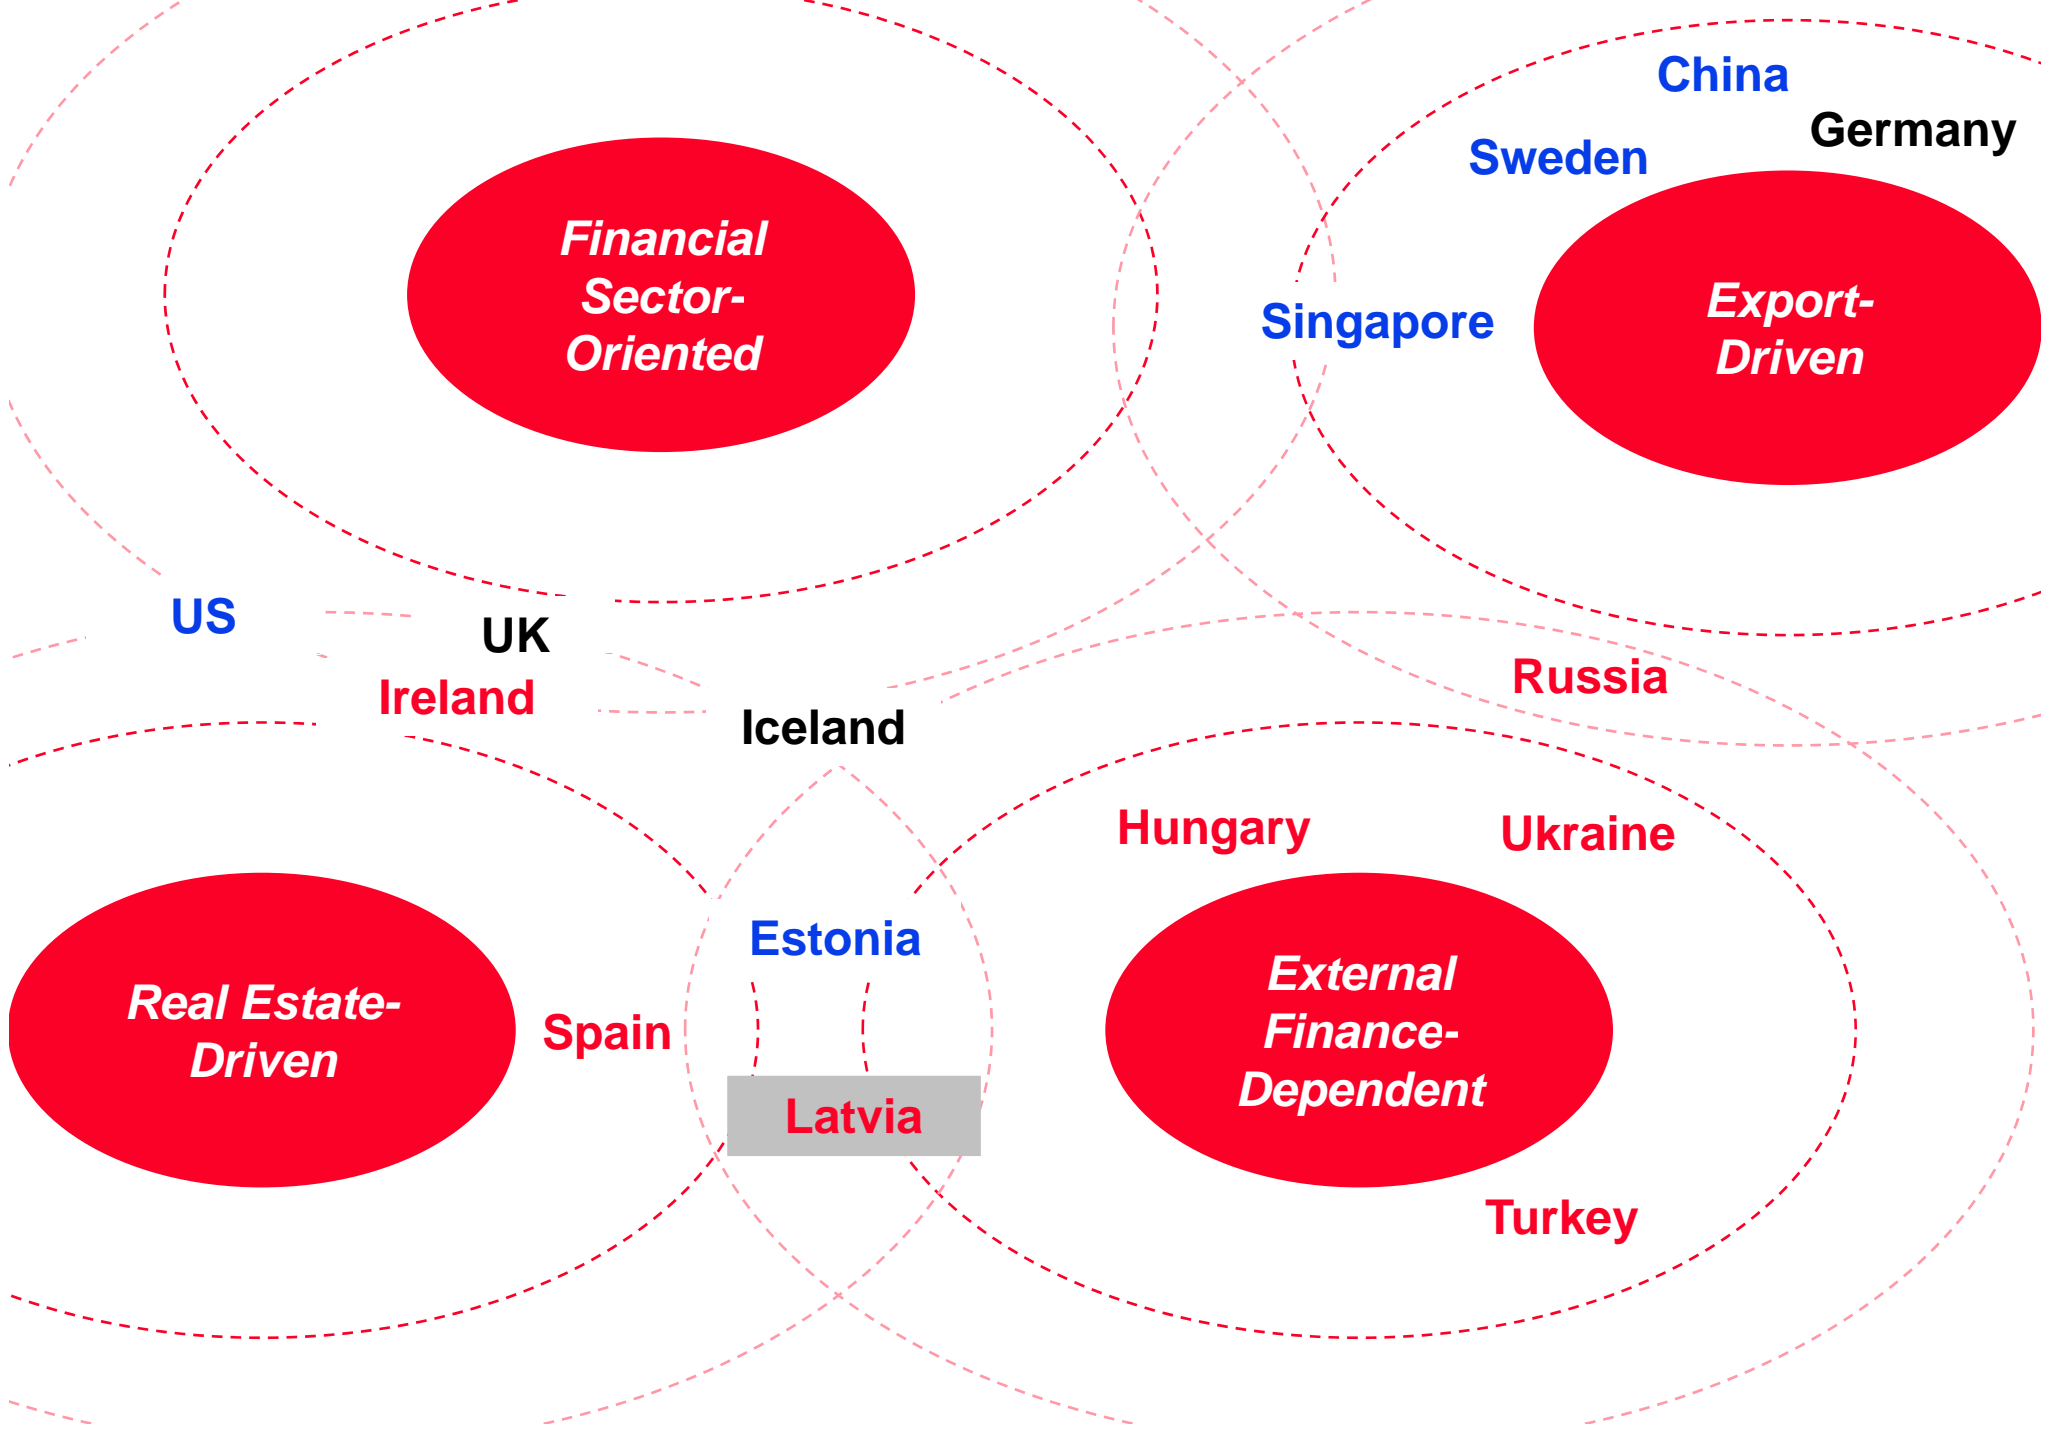 China
Germany
Sweden
Financial
Sector-
Oriented
Export-
Driven
Singapore
US
UK
Ireland
Russia
Iceland
Hungary
Ukraine
Estonia
Real Estate-
Driven
Spain
External
Finance-
Dependent
Latvia
Turkey